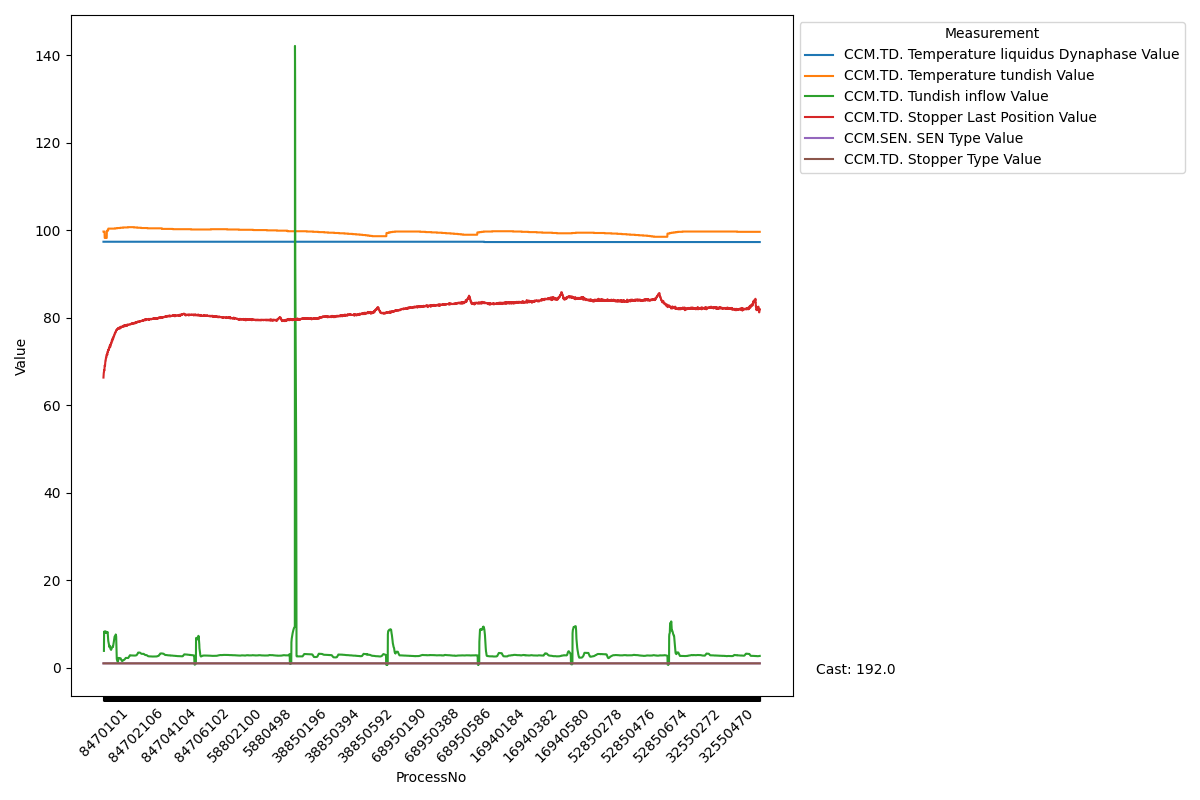 Measurement
CCM.TD. Temperature liquidus Dynaphase Value
CCM.TD. Temperature tundish Value
CCM.TD. Tundish inflow Value
CCM.TD. Stopper Last Position Value
CCM.SEN. SEN Type Value
CCM.TD. Stopper Type Value
140
120
100
80
60
40
20
0
Value
Cast: 192.0
8470101
84702106
84704104
84706102
58802100
5880498
38850196
38850394
38850592
68950190
68950388
68950586
16940184
16940382
16940580
52850278
52850476
52850674
32550272
32550470
ProcessNo